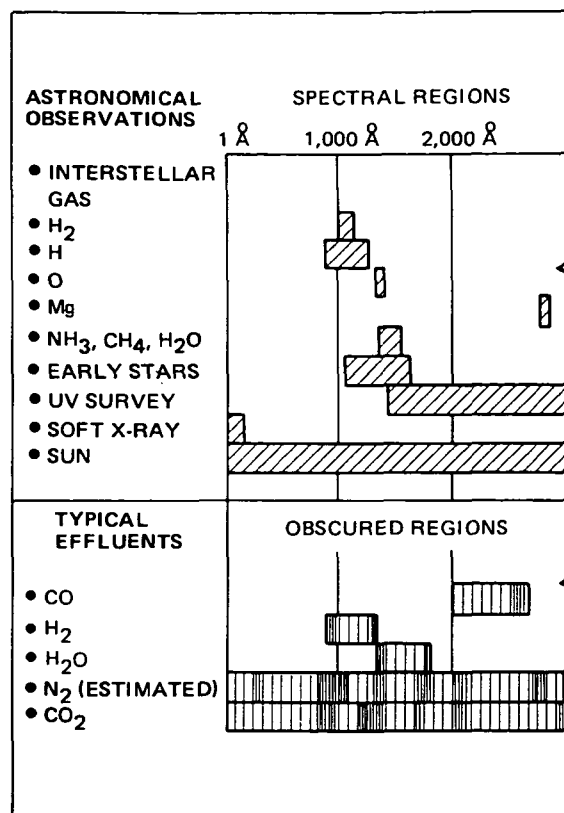 ASTRONOMICAL
OBSERVATIONS
SPECTRAL REGIONS
1 Å
1,000 Å
2,000 Å
• INTERSTELLAR
GAS
• H₂
• H
• O
• Mg
• NH₃, CH₄, H₂O
• EARLY STARS
• UV SURVEY
• SOFT X-RAY
• SUN
TYPICAL
EFFLUENTS
OBSCURED REGIONS
• CO
• H₂
• H₂O
• N₂ (ESTIMATED)
• CO₂